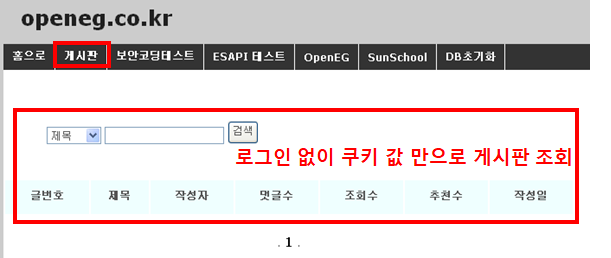 openeg.co.kr
홈으로 게시판 보안코딩테스트 ESAPI 테스트 OpenEG SunSchool DB초기화
제목 검색
로그인 없이 쿠키 값 만으로 게시판 조회
글번호 제목 작성자 댓글수 조회수 추천수 작성일
. 1 .